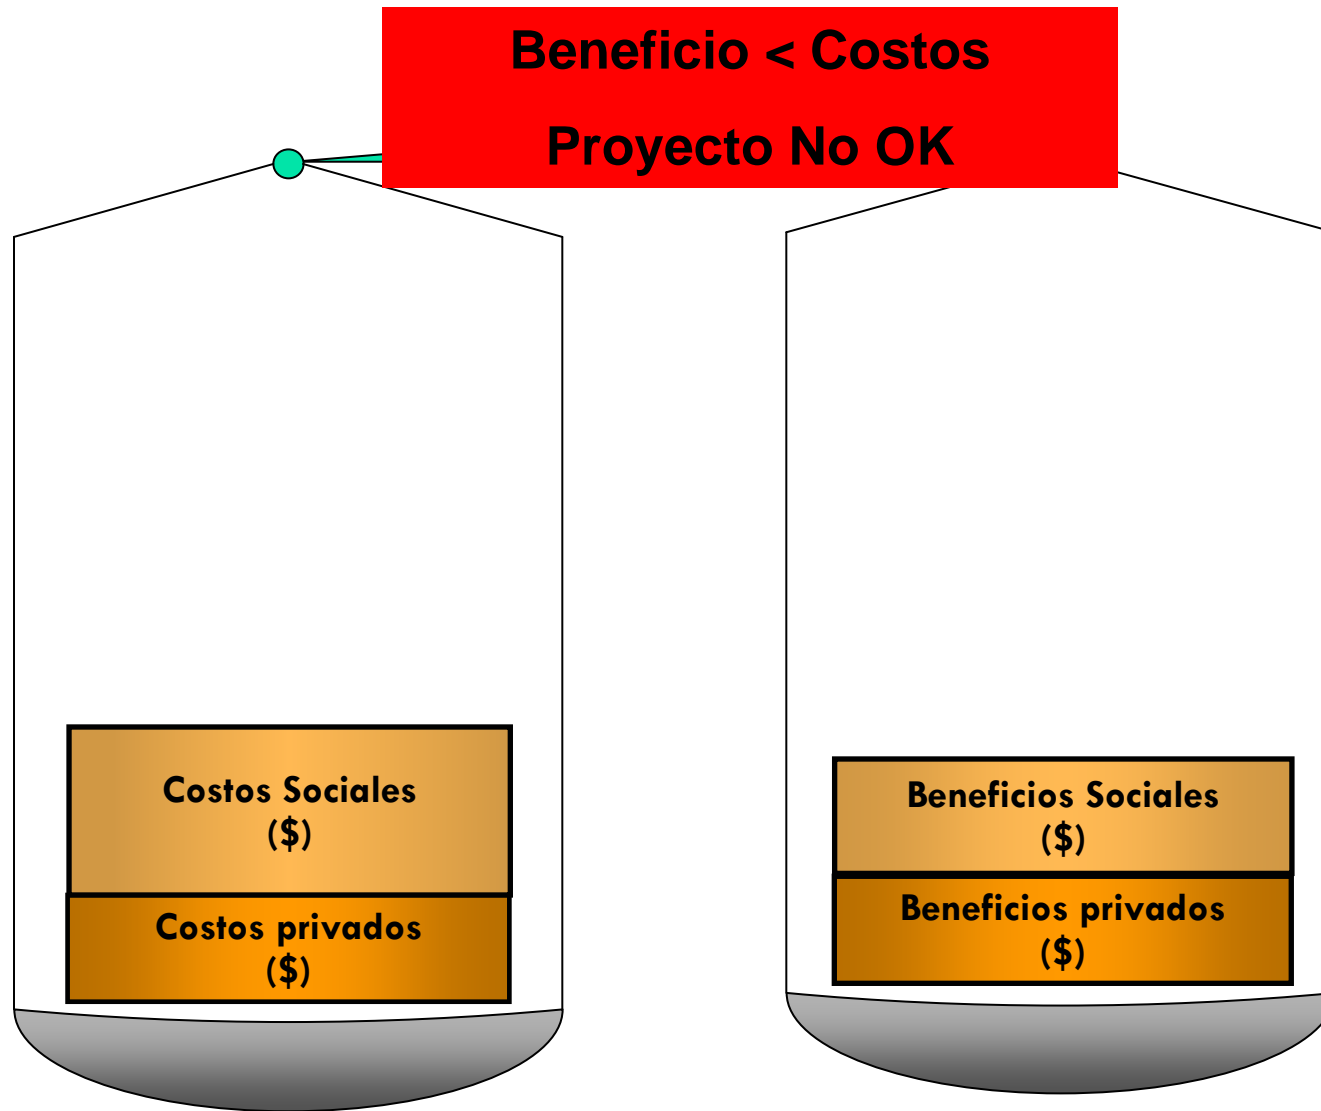 Beneficio < Costos
Proyecto No OK
Costos Sociales
($)
Costos privados
($)
Beneficios Sociales
($)
Beneficios privados
($)